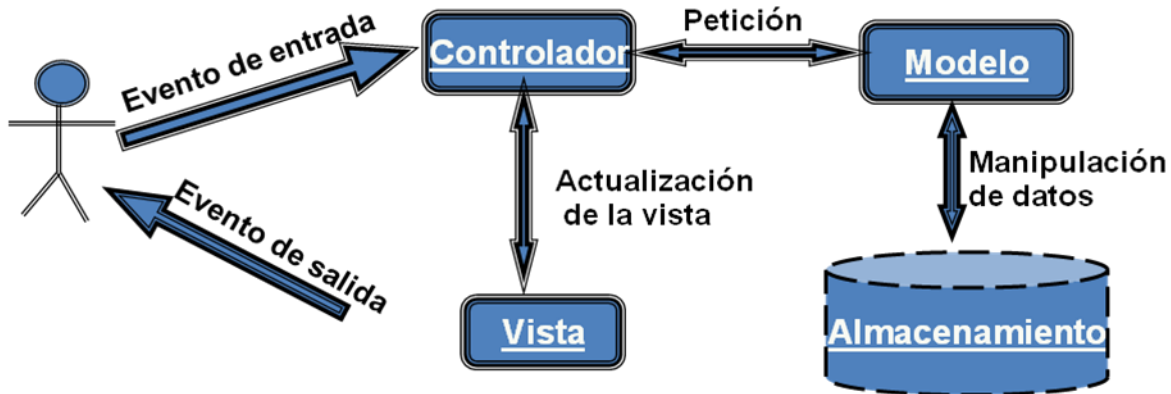 Evento de entrada
Controlador
Petición
Modelo
Actualización
de la vista
Manipulación
de datos
Evento de salida
Vista
Almacenamiento